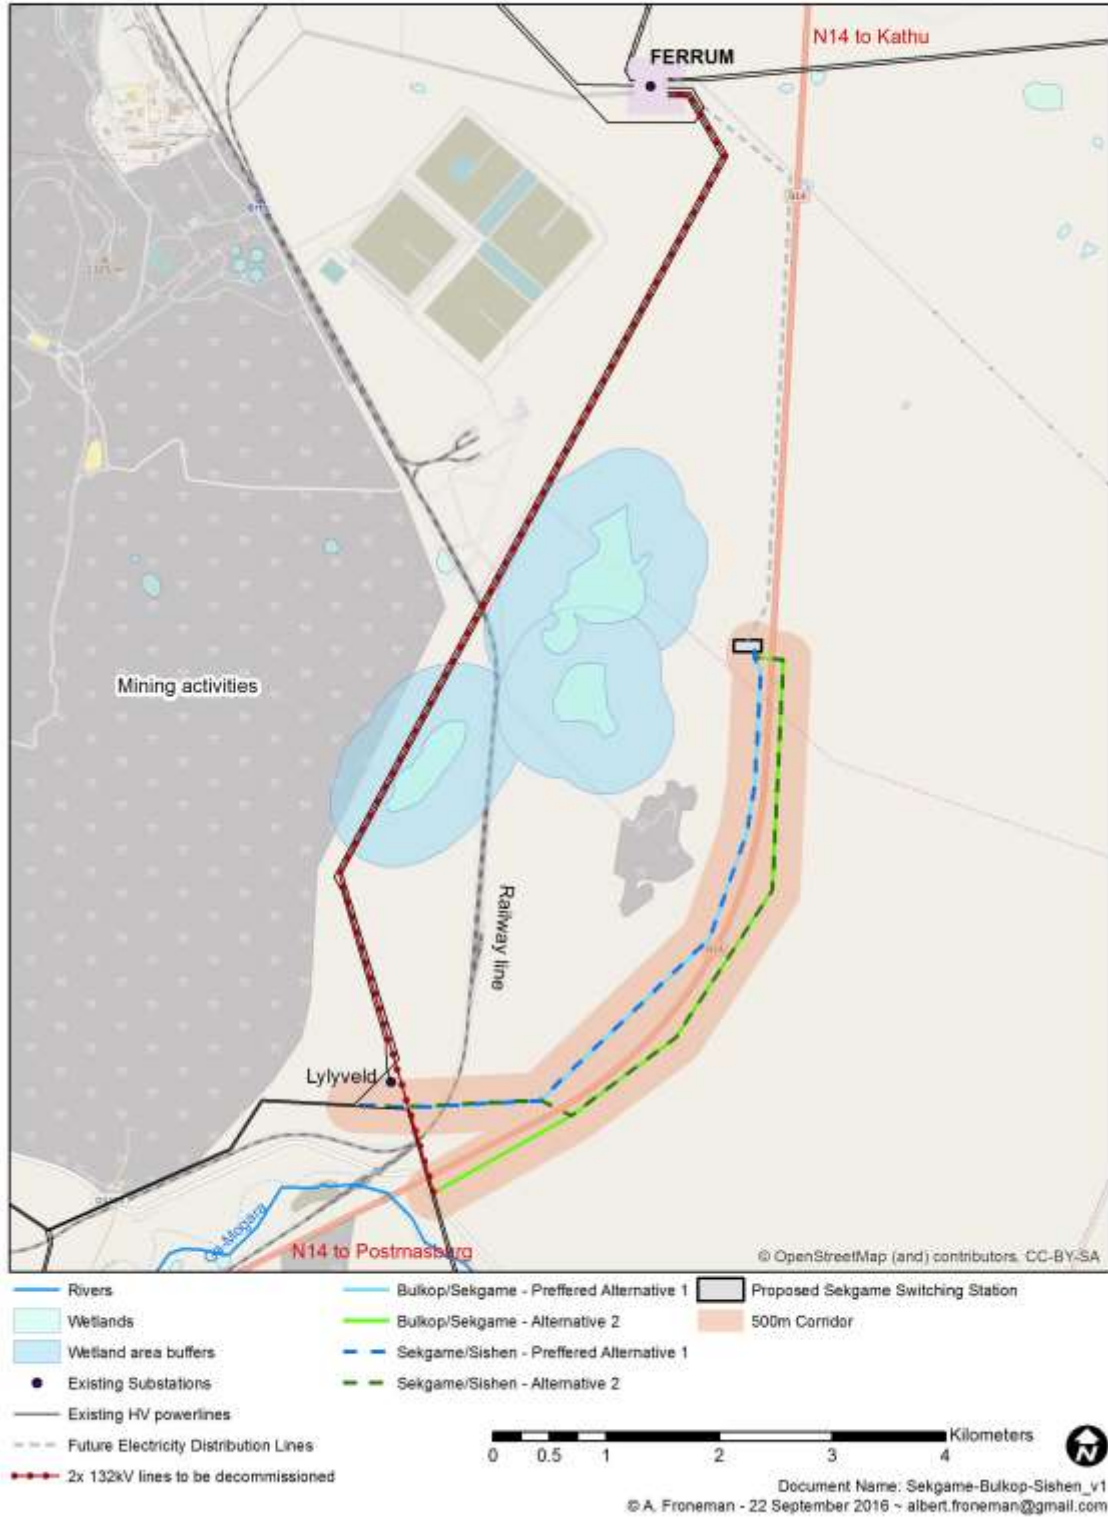 N14 to Kathu
FERRUM
N14
Mining activities
Railway line
Lylyveld
N14 to Postmasburg
© OpenStreetMap (and) contributors, CC-BY-SA
Rivers
Wetlands
Wetland area buffers
Existing Substations
Existing HV powerlines
Future Electricity Distribution Lines
2x 132kV lines to be decommissioned
Bulkop/Sekgame - Preffered Alternative 1
Bulkop/Sekgame - Alternative 2
Sekgame/Sishen - Preffered Alternative 1
Sekgame/Sishen - Alternative 2
Proposed Sekgame Switching Station
500m Corridor
Kilometers
0 0.5 1 2 3 4
N
Document Name: Sekgame-Bulkop-Sishen_v1
© A. Froneman - 22 September 2016 ~ albert.froneman@gmail.com